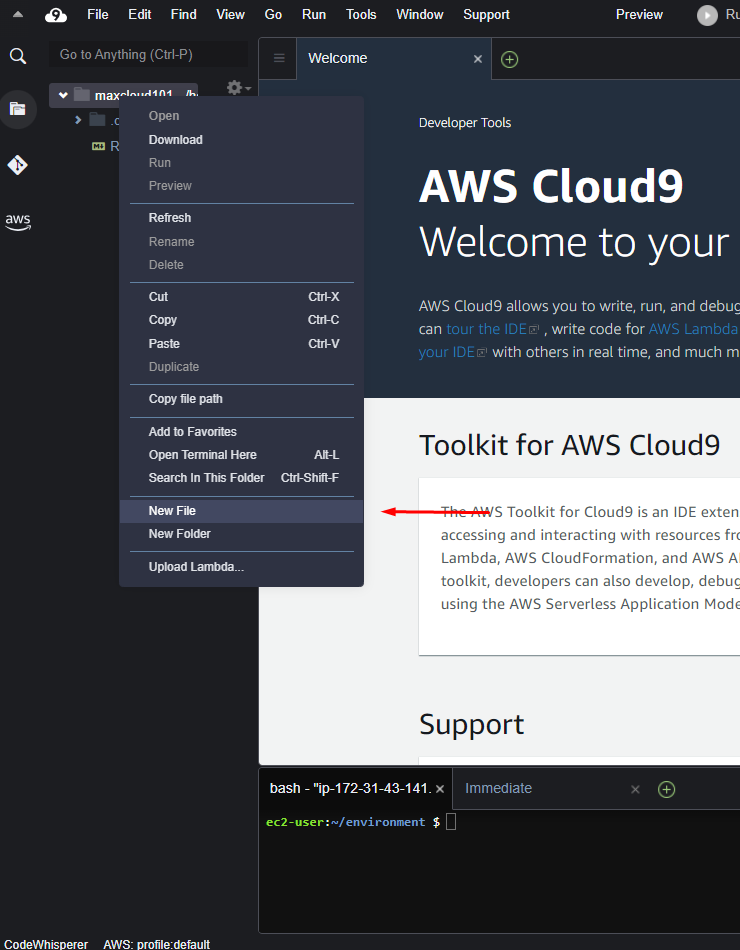 File Edit Find View Go Run Tools Window Support Preview
Go to Anything (Ctrl-P)
Welcome
maxcloud101
Open
Download
Run
Preview
Refresh
Rename
Delete
Cut Ctrl-X
Copy Ctrl-C
Paste Ctrl-V
Duplicate
Copy file path
Add to Favorites
Open Terminal Here Alt-L
Search In This Folder Ctrl-Shift-F
New File
New Folder
Upload Lambda...
aws
Developer Tools
AWS Cloud9
Welcome to your
AWS Cloud9 allows you to write, run, and debug
can tour the IDE , write code for AWS Lambda
your IDE with others in real time, and much
Toolkit for AWS Cloud9
The AWS Toolkit for Cloud9 is an IDE
accessing and interacting with resources
Lambda, AWS CloudFormation, and AWS
toolkit, developers can also develop, debug
using the AWS Serverless Application
Support
bash - "ip-172-31-43-141. Immediate
ec2-user:~/environment $
CodeWhisperer AWS: profile:default